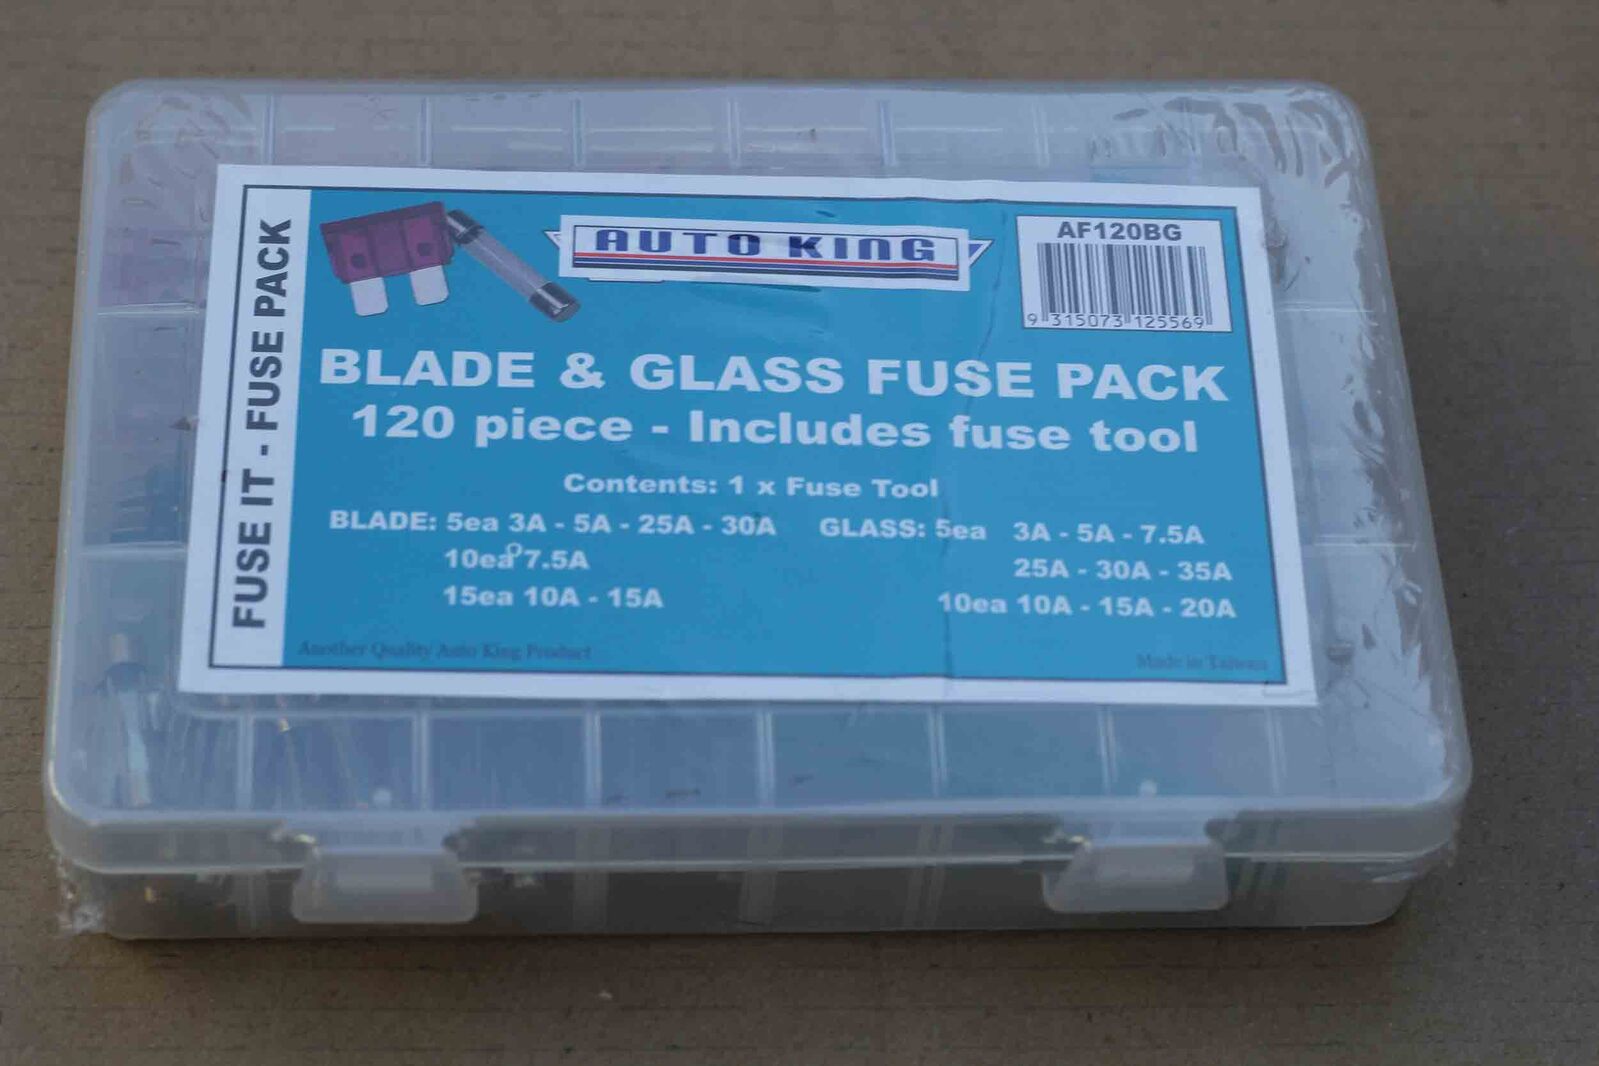 FUSE IT - FUSE PACK
AUTO KING
AF120BG
9 315073 125569
BLADE & GLASS FUSE PACK
120 piece - Includes fuse tool
Contents: 1 x Fuse Tool
BLADE: 5ea 3A - 5A - 25A - 30A
10ea 7.5A
15ea 10A - 15A
GLASS: 5ea 3A - 5A - 7.5A
25A - 30A - 35A
10ea 10A - 15A - 20A
Another Quality Auto King Product
Made in Taiwan